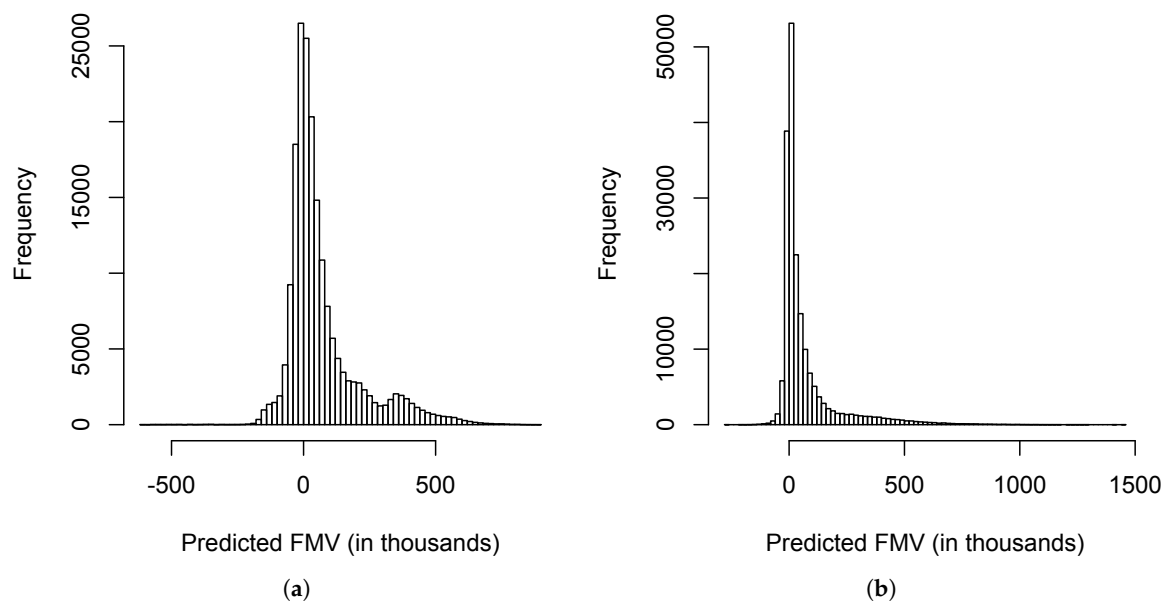 Frequency
25000
15000
5000
0
-500 0 500
Predicted FMV (in thousands)
(a)
Frequency
50000
30000
10000
0
0 500 1000 1500
Predicted FMV (in thousands)
(b)